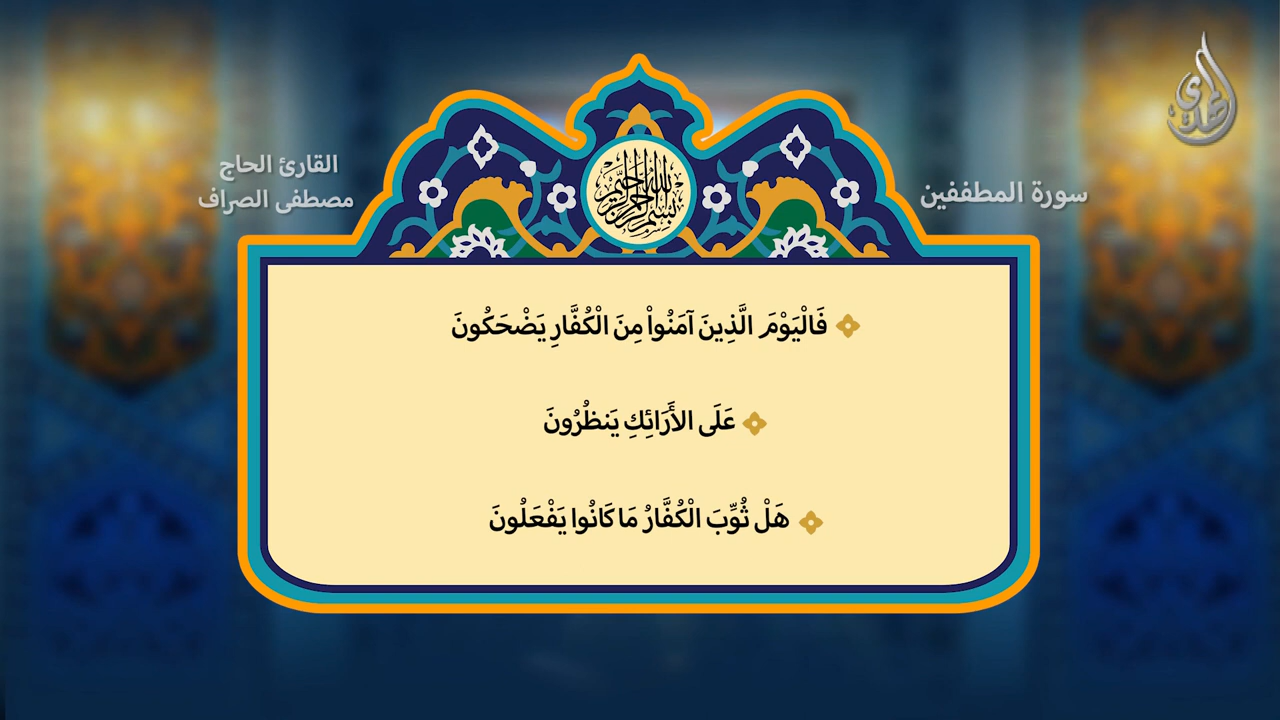 الهادي
القارئ الحاج
مصطفى الصراف
سورة المطففين
بسم الله الرحمن الرحيم
فَالْيَوْمَ الَّذِينَ آمَنُواْ مِنَ الْكُفَّارِ يَضْحَكُونَ
عَلَى الأَرَائِكِ يَنظُرُونَ
هَلْ ثُوِّبَ الْكُفَّارُ مَا كَانُوا يَفْعَلُونَ